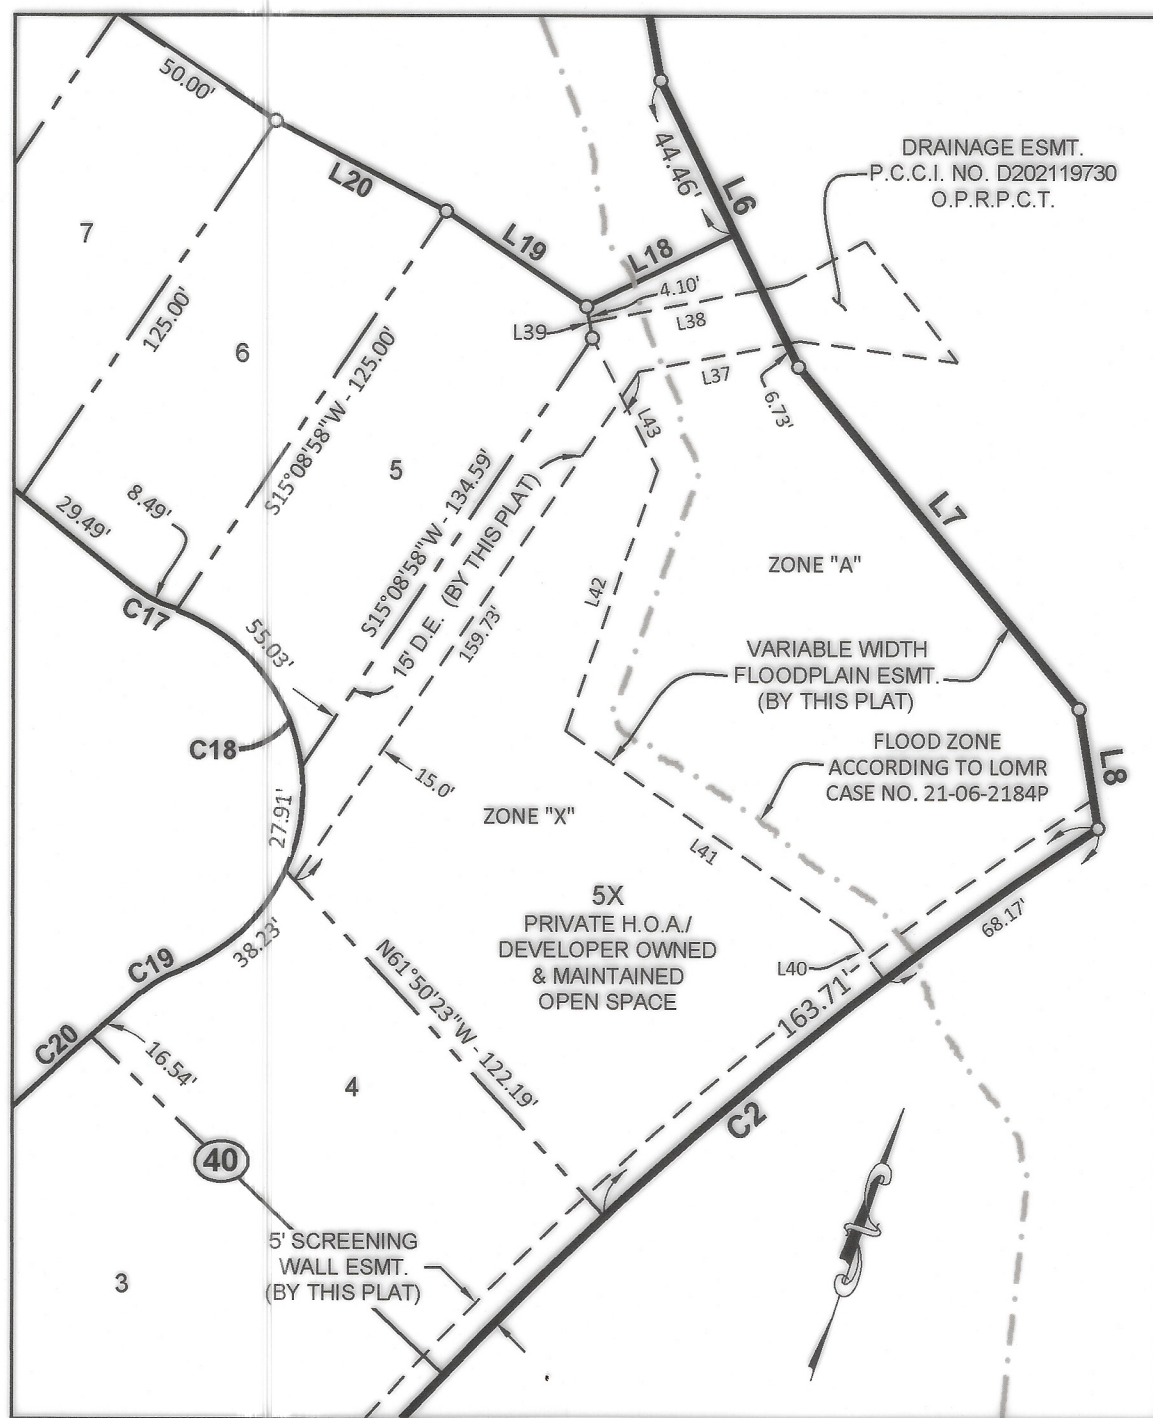 50.00'
L20
7
44.46'
L6
DRAINAGE ESMT.
P.C.C.I. NO. D202119730
O.P.R.P.C.T.
L19
L18
4.10'
L39
L38
125.00'
6
S15°08'58"W - 125.00'
L37
6.73'
L43
5
29.49'
8.49'
S15°08'58"W - 134.59'
15' D.E. (BY THIS PLAT)
159.73'
L7
ZONE "A"
L42
C17
55.03'
VARIABLE WIDTH
FLOODPLAIN ESMT.
(BY THIS PLAT)
C18
FLOOD ZONE
ACCORDING TO LOMR
CASE NO. 21-06-2184P
L8
15.0'
27.91'
ZONE "X"
L41
5X
PRIVATE H.O.A./
DEVELOPER OWNED
& MAINTAINED
OPEN SPACE
68.17'
38.23'
C19
L40
163.71'
N61°50'23"W - 122.19'
C20
16.54'
4
C2
40
5' SCREENING
WALL ESMT.
(BY THIS PLAT)
3